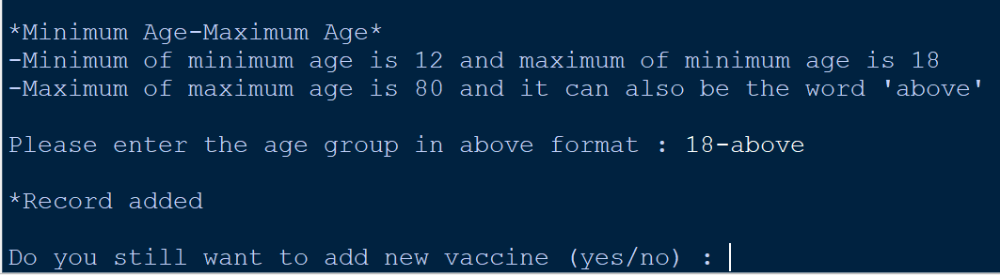 *Minimum Age-Maximum Age*
-Minimum of minimum age is 12 and maximum of minimum age is 18
-Maximum of maximum age is 80 and it can also be the word 'above'
Please enter the age group in above format : 18-above
*Record added
Do you still want to add new vaccine (yes/no) :